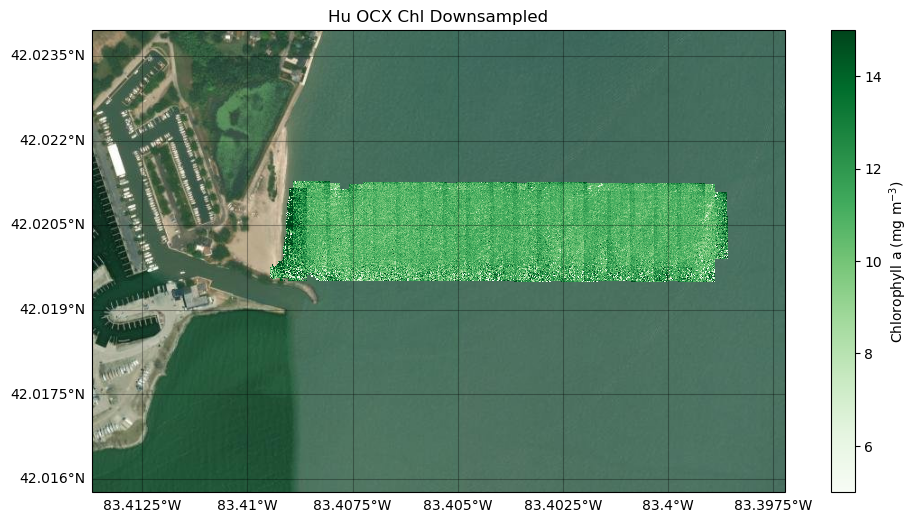 Hu OCX Chl Downsampled
42.0235°N
42.022°N
42.0205°N
42.019°N
42.0175°N
42.016°N
83.4125°W
83.41°W
83.4075°W
83.405°W
83.4025°W
83.4°W
83.3975°W
14
12
10
8
6
Chlorophyll a (mg m⁻³)